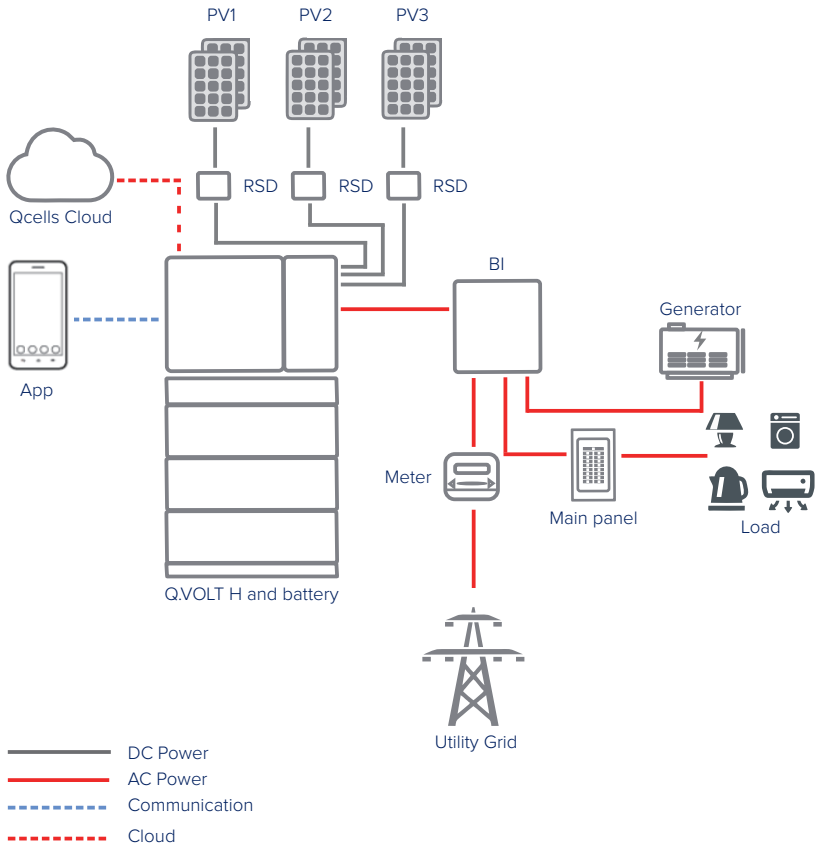 PV1
PV2
PV3
RSD
RSD
RSD
Qcells Cloud
BI
Generator
App
Meter
Main panel
Load
Q.VOLT H and battery
Utility Grid
DC Power
AC Power
Communication
Cloud